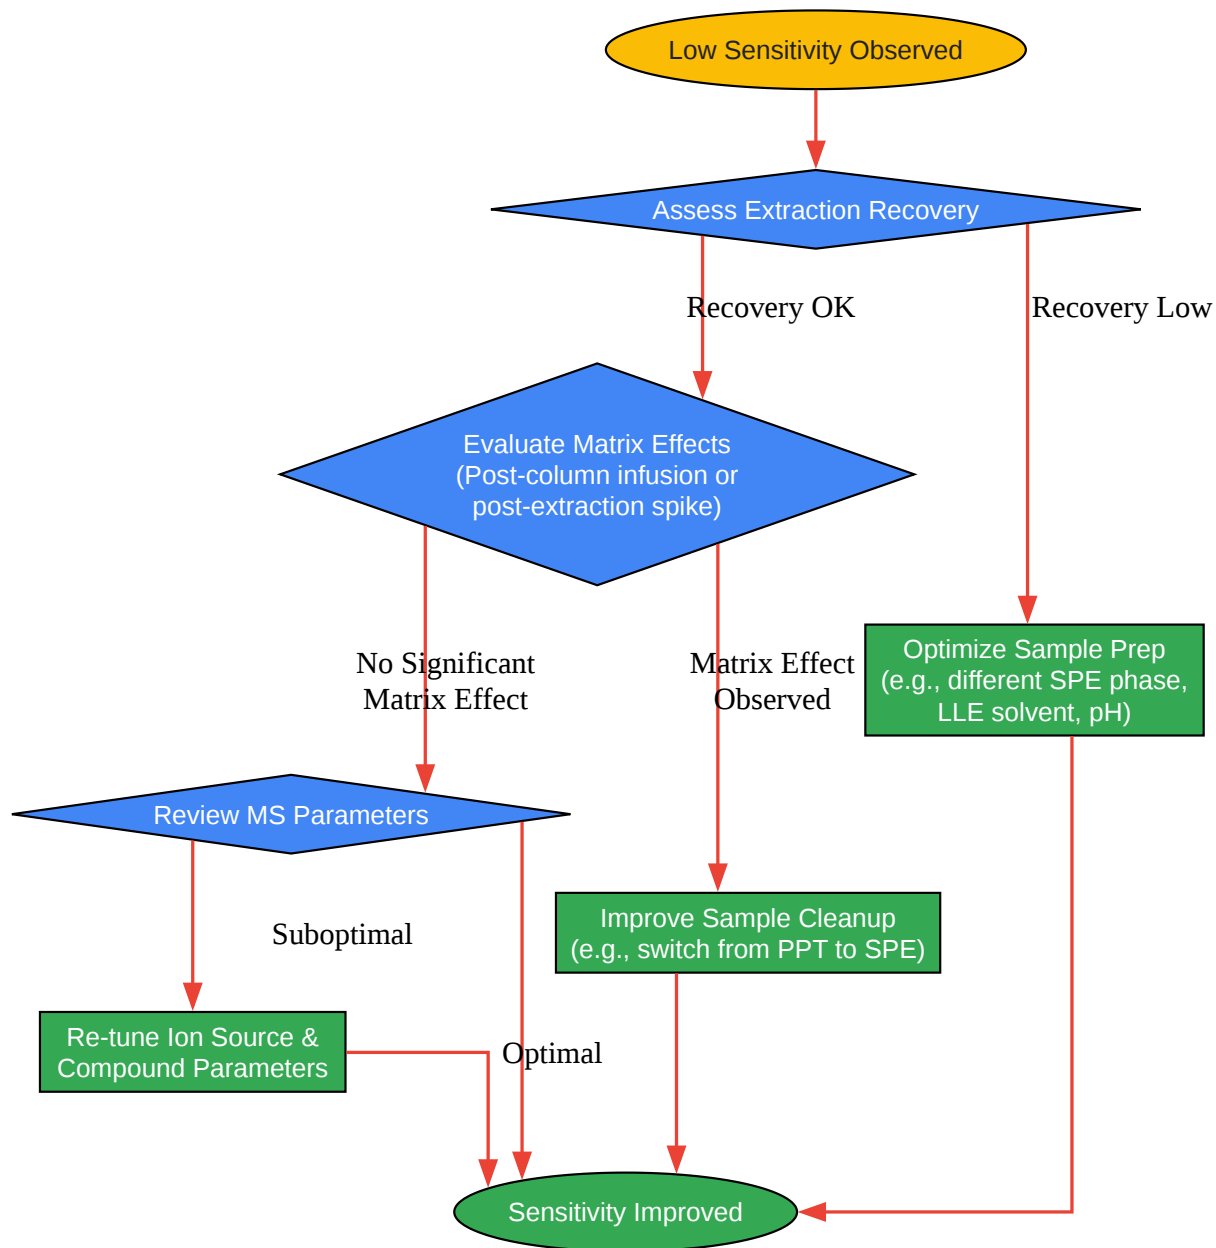 Low Sensitivity Observed
Assess Extraction Recovery
Recovery OK
Recovery Low
Evaluate Matrix Effects
(Post-column infusion or
post-extraction spike)
No Significant
Matrix Effect
Matrix Effect
Observed
Optimize Sample Prep
(e.g., different SPE phase,
LLE solvent, pH)
Review MS Parameters
Suboptimal
Improve Sample Cleanup
(e.g., switch from PPT to SPE)
Re-tune Ion Source &
Compound Parameters
Optimal
Sensitivity Improved